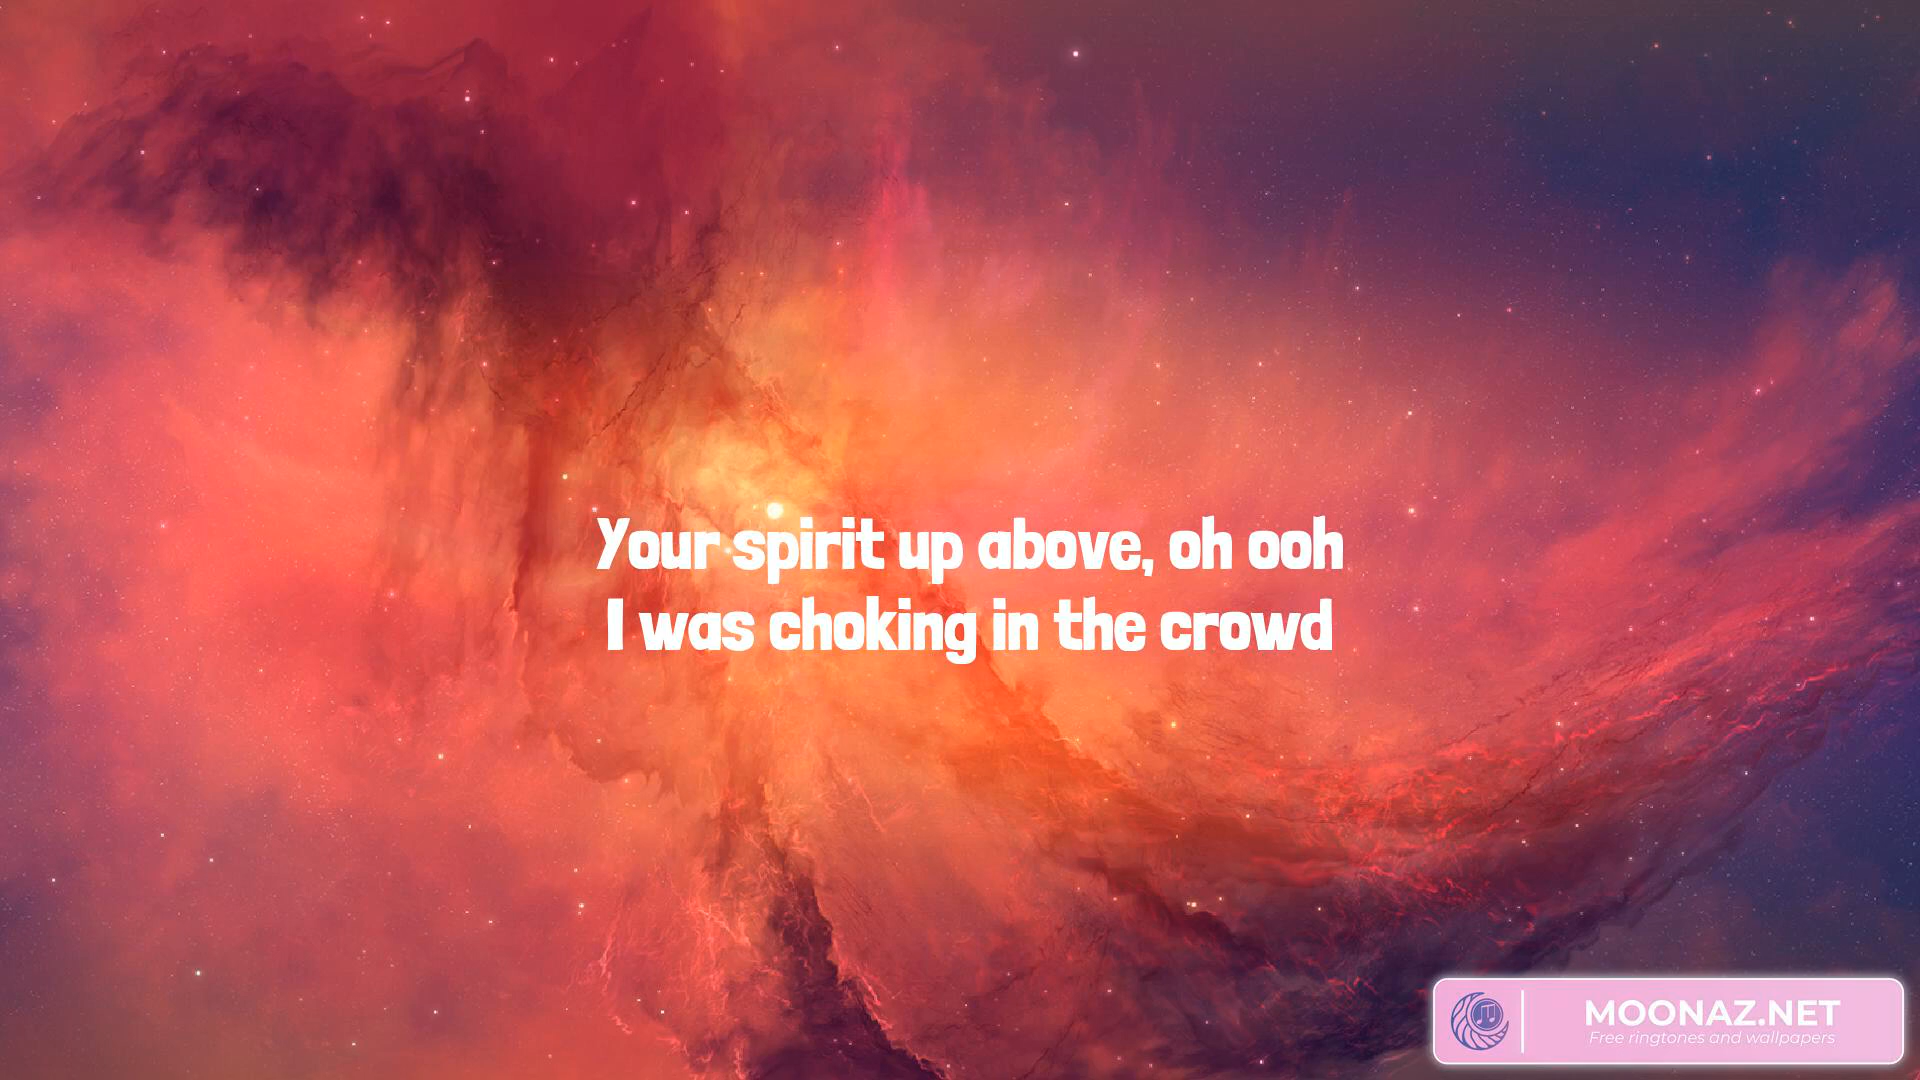 Your spirit up above, oh ooh
I was choking in the crowd
MOONAZ.NET
Free ringtones and wallpapers